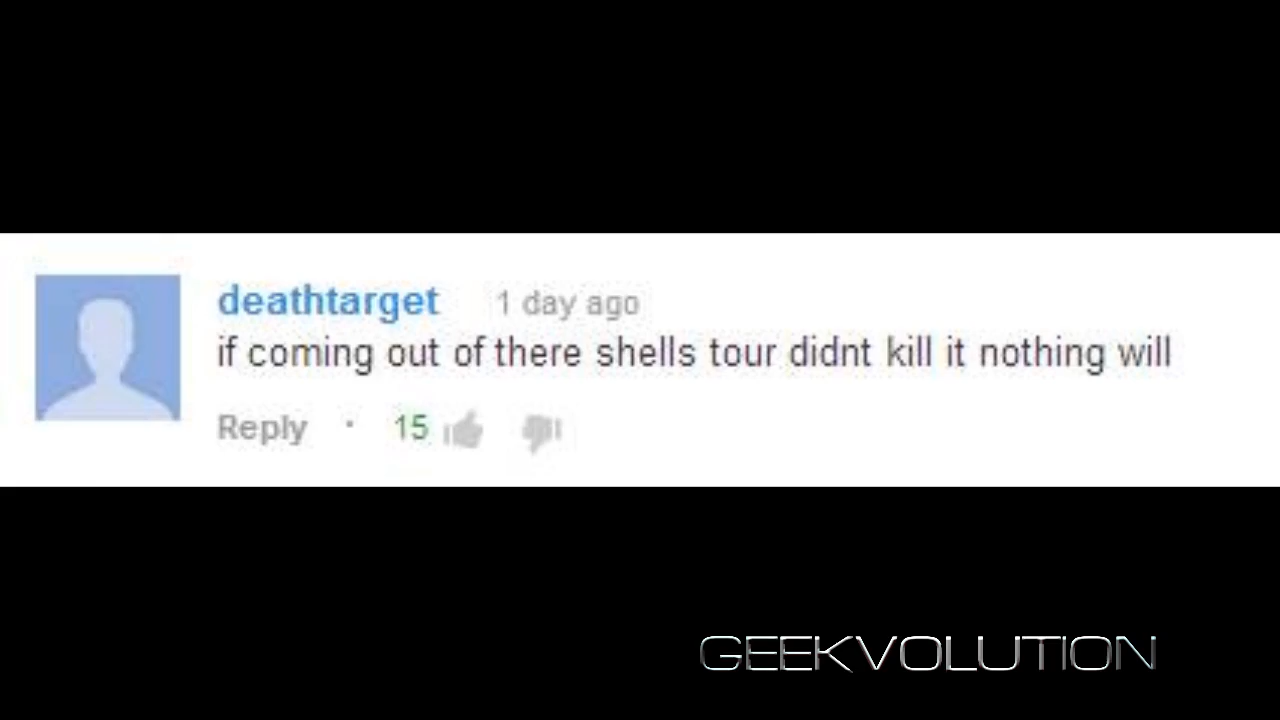 deathtarget 1 day ago
if coming out of there shells tour didnt kill it nothing will
Reply · 15
GEEKVOLUTION